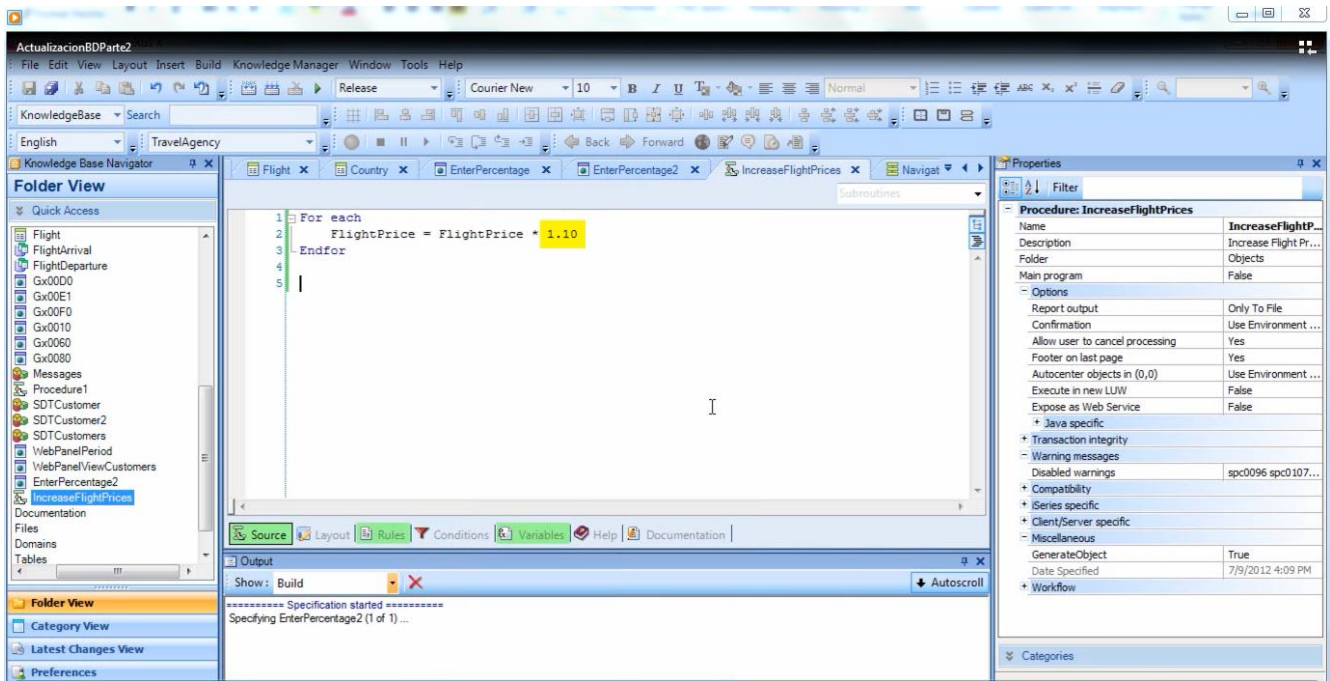 ActualizacionBDParte2
File Edit View Layout Insert Build Knowledge Manager Window Tools Help
Release Courier New 10 B I U Normal ABC X₂ X²
KnowledgeBase Search
English TravelAgency Back Forward
Knowledge Base Navigator
Folder View
Quick Access
Flight
FlightArrival
FlightDeparture
Gx00D0
Gx00E1
Gx00F0
Gx0010
Gx0060
Gx0080
Messages
Procedure1
SDTCustomer
SDTCustomer2
SDTCustomers
WebPanelPeriod
WebPanelViewCustomers
EnterPercentage2
IncreaseFlightPrices
Documentation
Files
Domains
Tables
Folder View
Category View
Latest Changes View
Preferences
Flight Country EnterPercentage EnterPercentage2 IncreaseFlightPrices Navigat
Subroutines
1 For each
2 FlightPrice = FlightPrice * 1.10
3 Endfor
4
5
Source Layout Rules Conditions Variables Help Documentation
Output
Show: Build Autoscroll
========== Specification started ==========
Specifying EnterPercentage2 (1 of 1) ...
Properties
Filter
Procedure: IncreaseFlightPrices
Name IncreaseFlightP...
Description Increase Flight Pr...
Folder Objects
Main program False
Options
Report output Only To File
Confirmation Use Environment ...
Allow user to cancel processing Yes
Footer on last page Yes
Autocenter objects in (0,0) Use Environment ...
Execute in new LUW False
Expose as Web Service False
Java specific
Transaction integrity
Warning messages
Disabled warnings spc0096 spc0107...
Compatibility
iSeries specific
Client/Server specific
Miscellaneous
GenerateObject True
Date Specified 7/9/2012 4:09 PM
Workflow
Categories